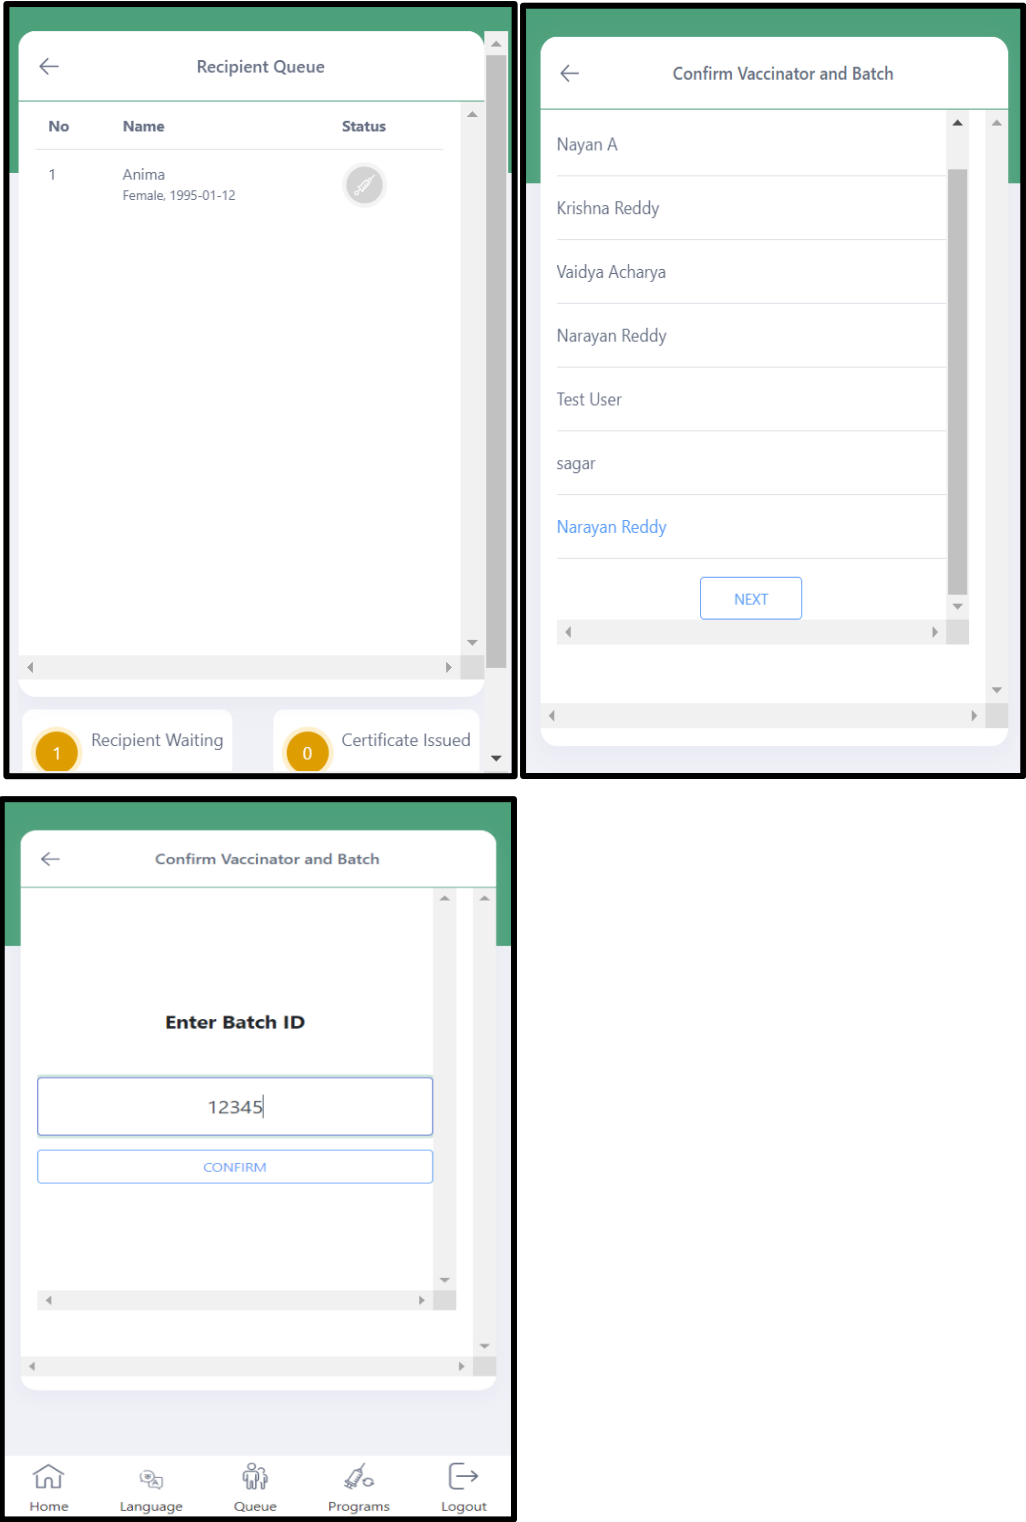 Recipient Queue
No Name Status
1 Anima
Female, 1995-01-12
1 Recipient Waiting
0 Certificate Issued
Confirm Vaccinator and Batch
Nayan A
Krishna Reddy
Vaidya Acharya
Narayan Reddy
Test User
sagar
Narayan Reddy
NEXT
Confirm Vaccinator and Batch
Enter Batch ID
12345
CONFIRM
Home Language Queue Programs Logout